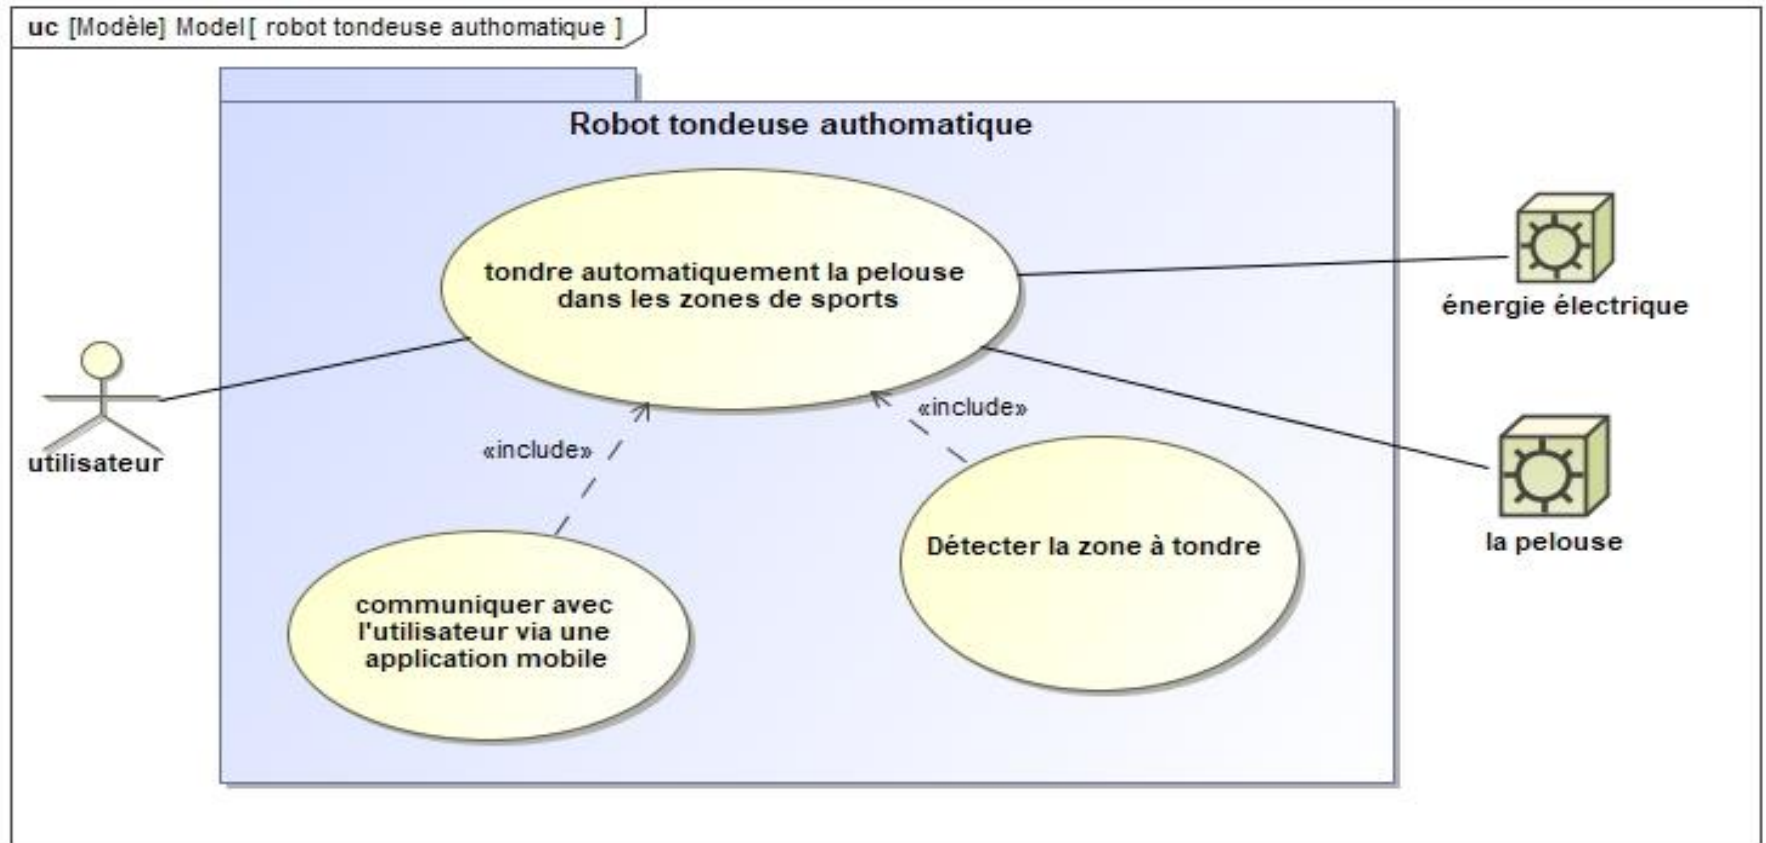 uc [Modèle] Model[ robot tondeuse authomatique ]
Robot tondeuse authomatique
tondre automatiquement la pelouse
dans les zones de sports
énergie électrique
utilisateur
«include»
«include»
la pelouse
Détecter la zone à tondre
communiquer avec
l'utilisateur via une
application mobile